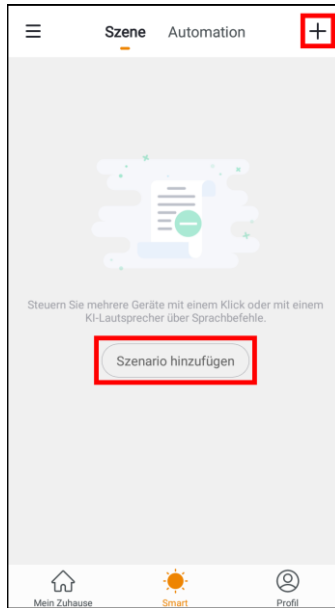 Szene Automation
Steuern Sie mehrere Geräte mit einem Klick oder mit einem
KI-Lautsprecher über Sprachbefehle.
Szenario hinzufügen
Mein Zuhause Smart Profil